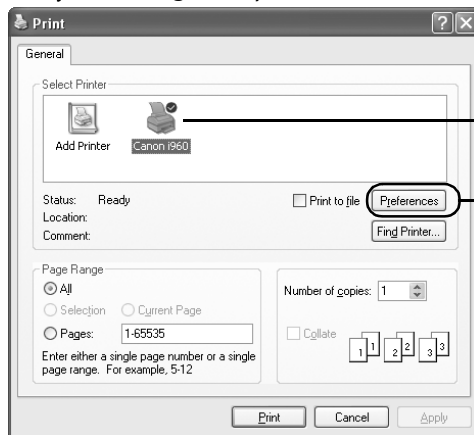 Print
General
Select Printer
Add Printer
Canon i960
Status: Ready
Location:
Comment:
Print to file
Preferences
Find Printer...
Page Range
All
Selection
Current Page
Pages: 1-65535
Enter either a single page number or a single
page range. For example, 5-12
Number of copies: 1
Collate
1 1 2 2 3 3
Print
Cancel
Apply